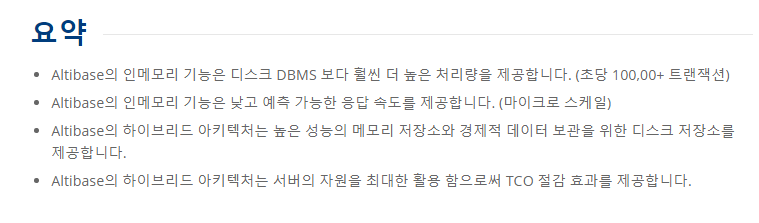 요약
Altibase의 인메모리 기능은 디스크 DBMS 보다 훨씬 더 높은 처리량을 제공합니다. (초당 100,00+ 트랜잭션)
Altibase의 인메모리 기능은 낮고 예측 가능한 응답 속도를 제공합니다. (마이크로 스케일)
Altibase의 하이브리드 아키텍처는 높은 성능의 메모리 저장소와 경제적 데이터 보관을 위한 디스크 저장소를
제공합니다.
Altibase의 하이브리드 아키텍처는 서버의 자원을 최대한 활용 함으로써 TCO 절감 효과를 제공합니다.